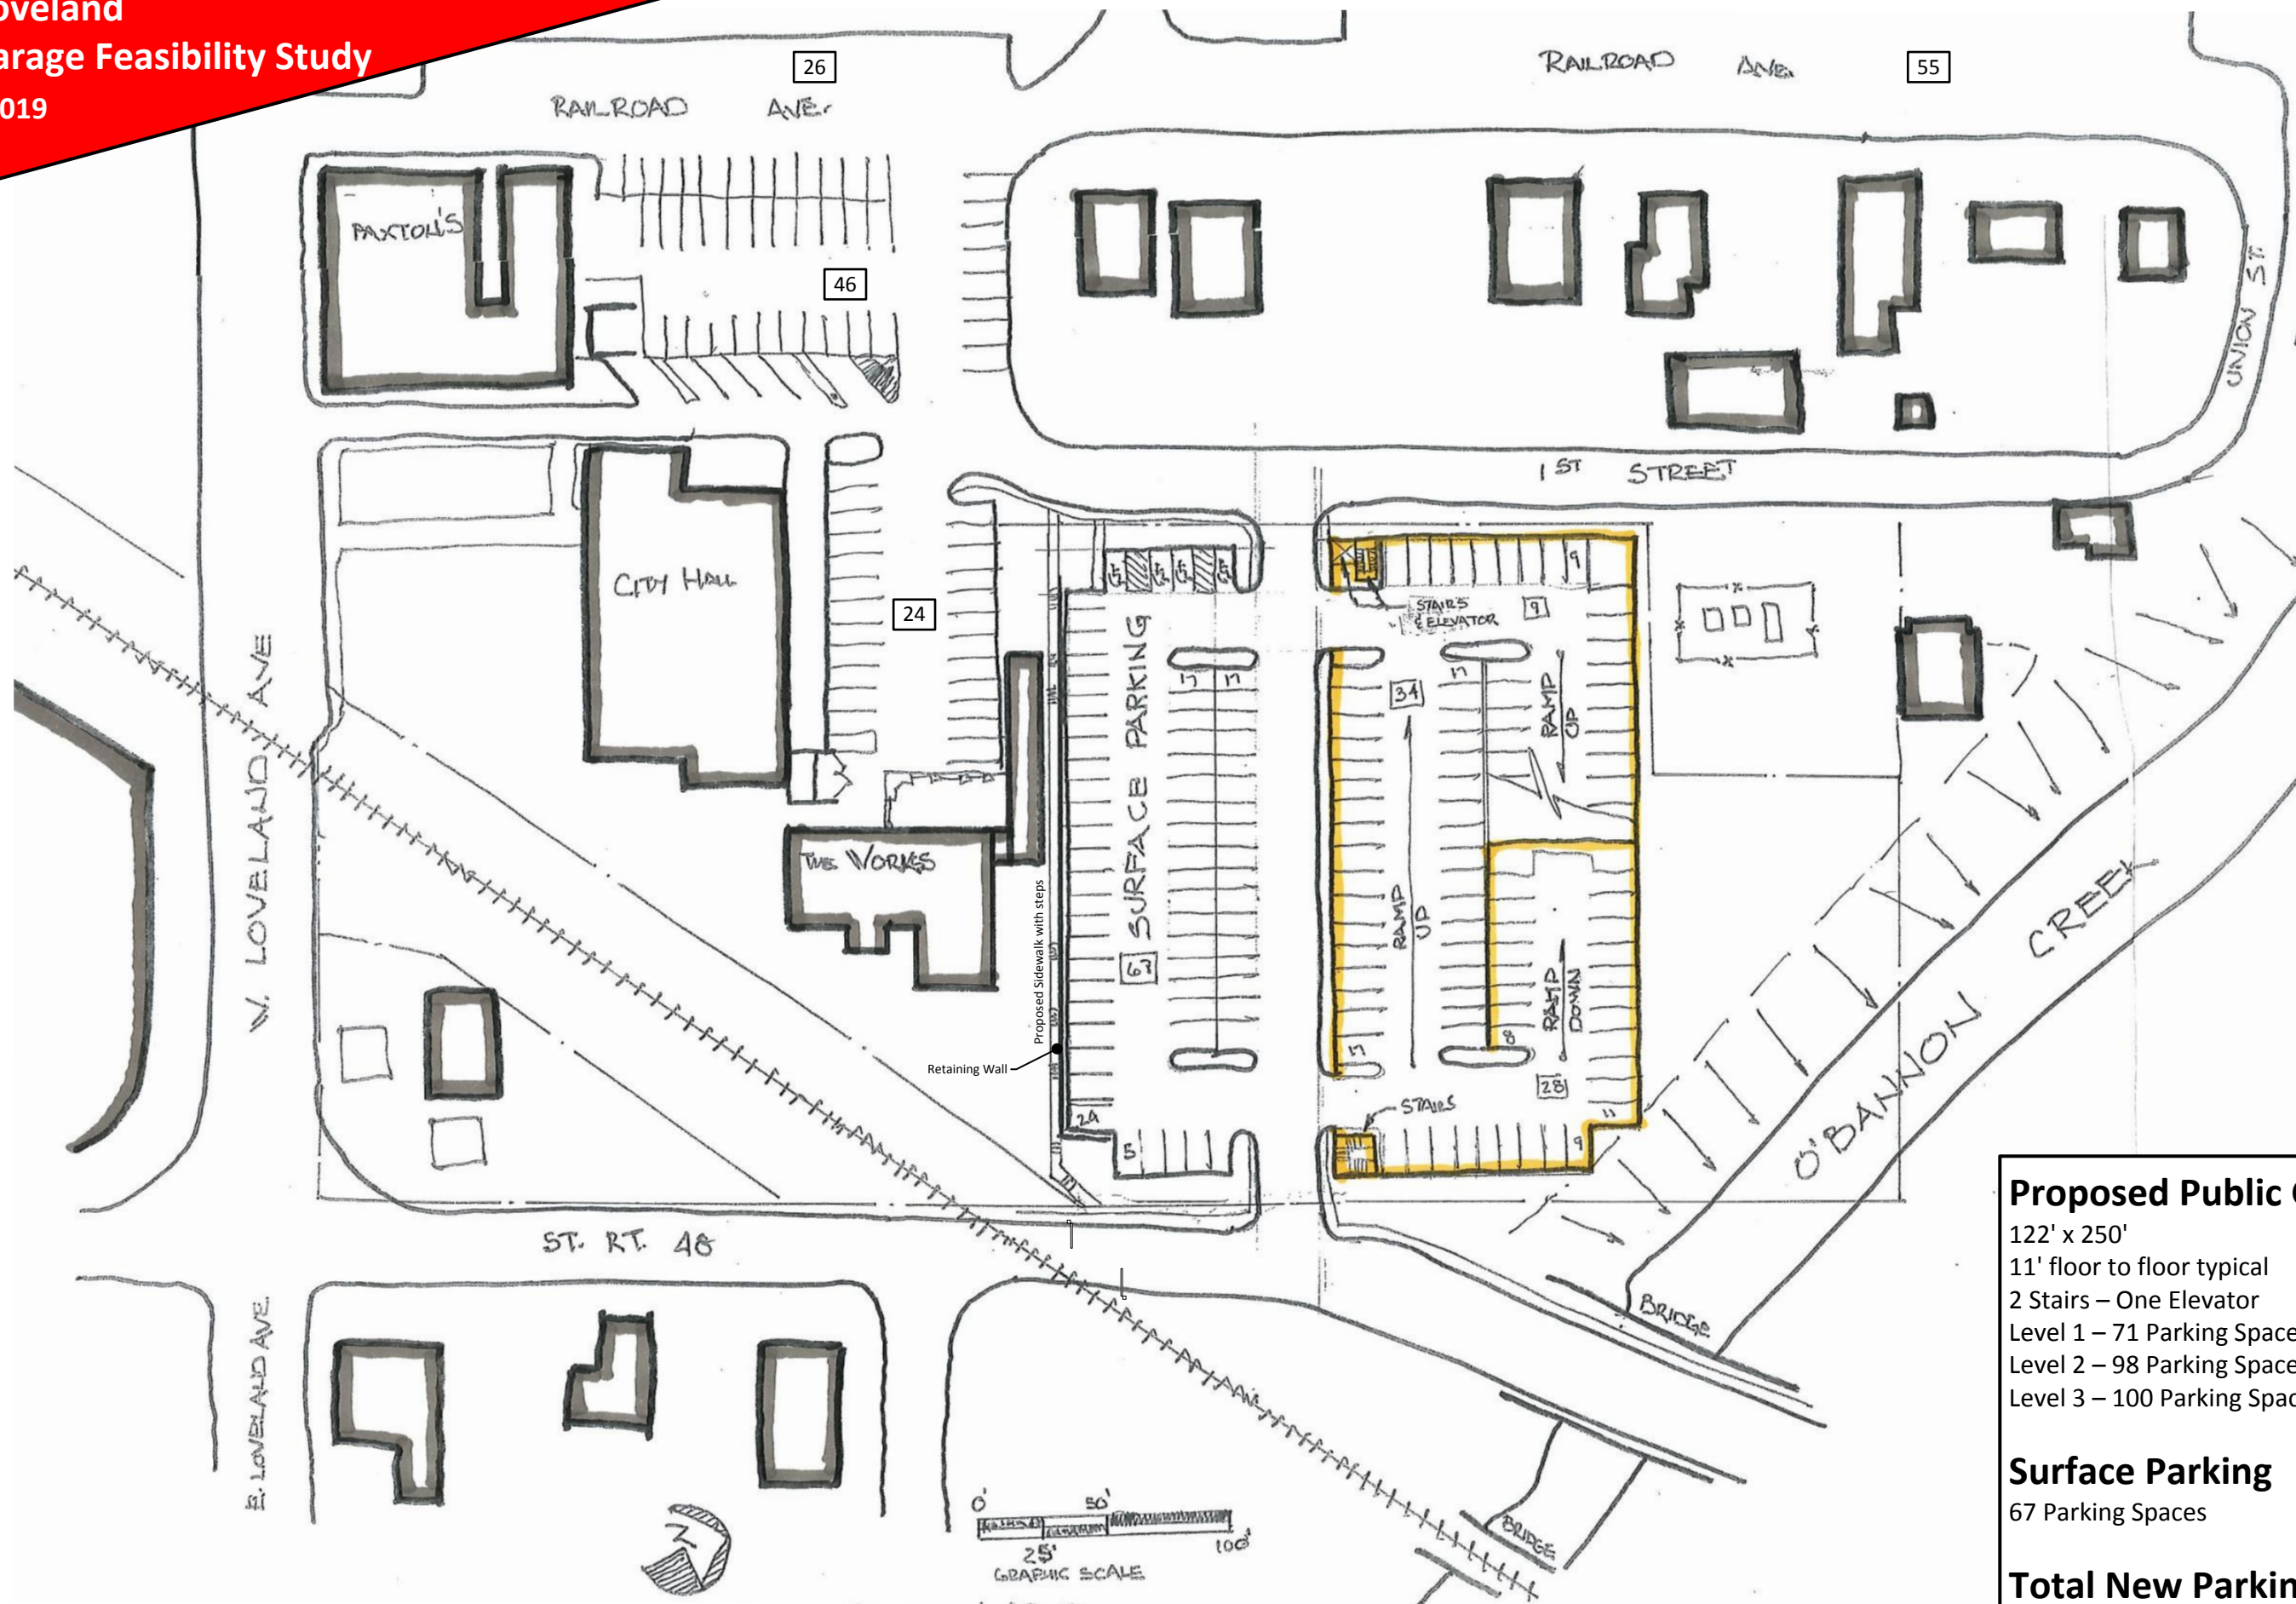 oveland
arage Feasibility Study
019
26
RAILROAD AVE.
RAILROAD AVE.
55
PAXTON'S
46
UNION ST.
1ST STREET
CITY HALL
24
STAIRS
& ELEVATOR
9
9
SURFACE PARKING
17 17
34
17
RAMP
UP
W. LOVELAND AVE
THE WORKS
Proposed Sidewalk with steps
RAMP
UP
RAMP
DOWN
O'BANNON CREEK
Retaining Wall
17
8
28
11
STAIRS
5
9
ST. RT. 48
BRIDGE
E. LOVELAND AVE.
0' 50'
25' 100'
GRAPHIC SCALE
BRIDGE
Proposed Public
122' x 250'
11' floor to floor typical
2 Stairs – One Elevator
Level 1 – 71 Parking Space
Level 2 – 98 Parking Space
Level 3 – 100 Parking Spac
Surface Parking
67 Parking Spaces
Total New Parkin